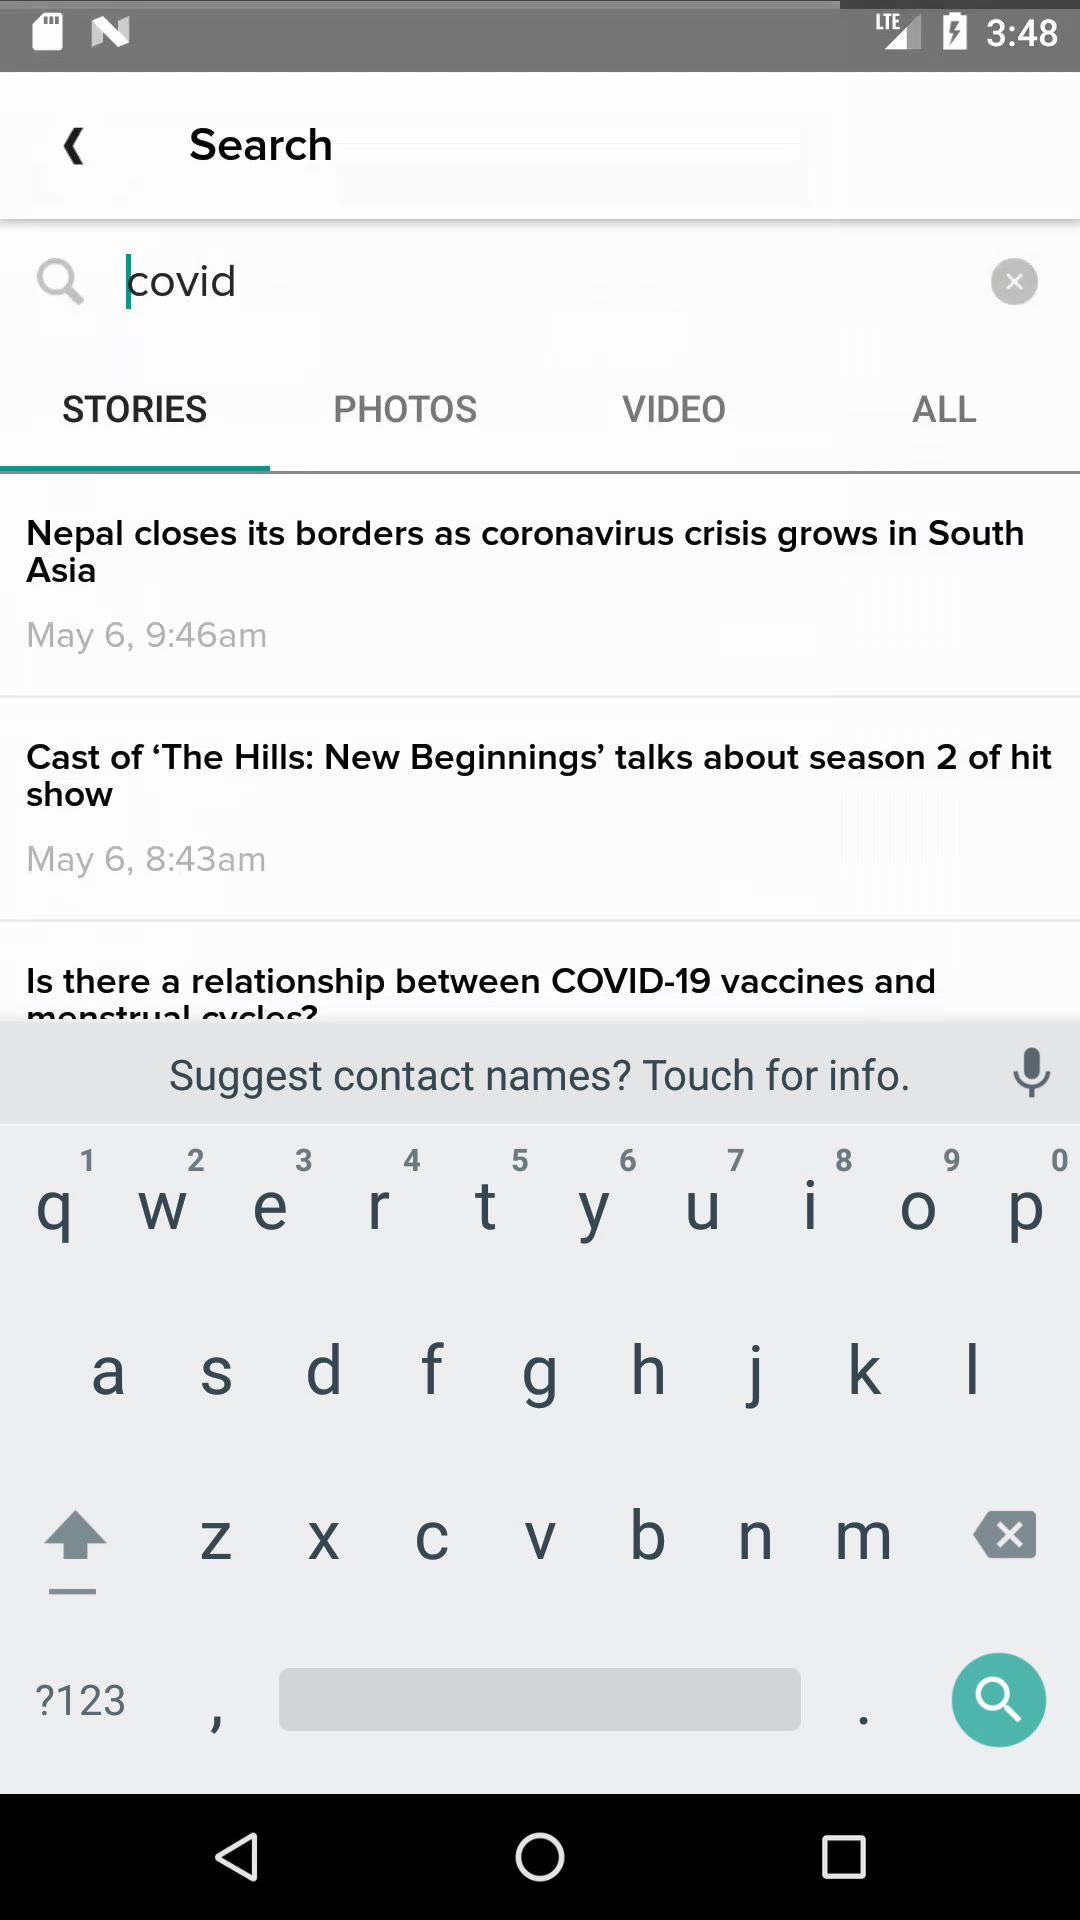 LTE 3:48
Search
covid
STORIES PHOTOS VIDEO ALL
Nepal closes its borders as coronavirus crisis grows in South
Asia
May 6, 9:46am
Cast of ‘The Hills: New Beginnings’ talks about season 2 of hit
show
May 6, 8:43am
Is there a relationship between COVID-19 vaccines and
menstrual cycles?
Suggest contact names? Touch for info.
1 2 3 4 5 6 7 8 9 0
q w e r t y u i o p
a s d f g h j k l
z x c v b n m
?123 , .